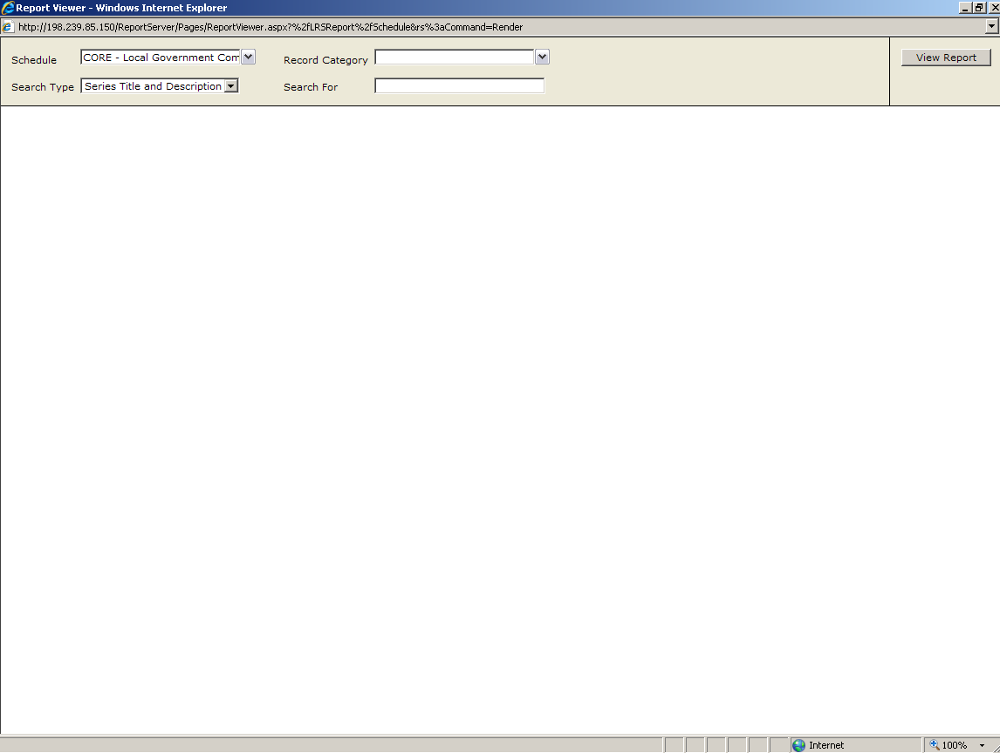 Report Viewer - Windows Internet Explorer
http://198.239.85.150/ReportServer/Pages/ReportViewer.aspx?%2fLRSReport%2fSchedule&rs%3aCommand=Render
Schedule CORE - Local Government Com Record Category View Report
Search Type Series Title and Description Search For
Internet 100%